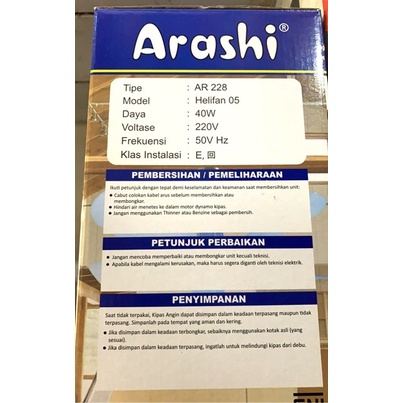 Arashi®
Tipe : AR 228
Model : Helifan 05
Daya : 40W
Voltase : 220V
Frekuensi : 50V Hz
Klas Instalasi : E, 回
PEMBERSIHAN / PEMELIHARAAN
Ikuti petunjuk dengan tepat demi keselamatan dan keamanan saat membersihkan unit:
• Cabut colokan kabel arus sebelum membersihkan atau
membongkar.
• Hindari air menetes ke dalam motor dynamo kipas.
• Jangan menggunakan Thinner atau Benzine sebagai pembersih.
PETUNJUK PERBAIKAN
• Jangan mencoba memperbaiki atau membongkar unit kecuali teknisi.
• Apabila kabel mengalami kerusakan, maka harus segera diganti oleh teknisi elektrik.
PENYIMPANAN
Saat tidak terpakai, Kipas Angin dapat disimpan dalam keadaan terpasang maupun tidak
terpasang. Simpanlah pada tempat yang aman dan kering.
• Jika disimpan dalam keadaan terbongkar, sebaiknya menggunakan kotak asli (yang
sesuai).
• Jika disimpan dalam keadaan terpasang, ingatlah untuk melindungi kipas dari debu.